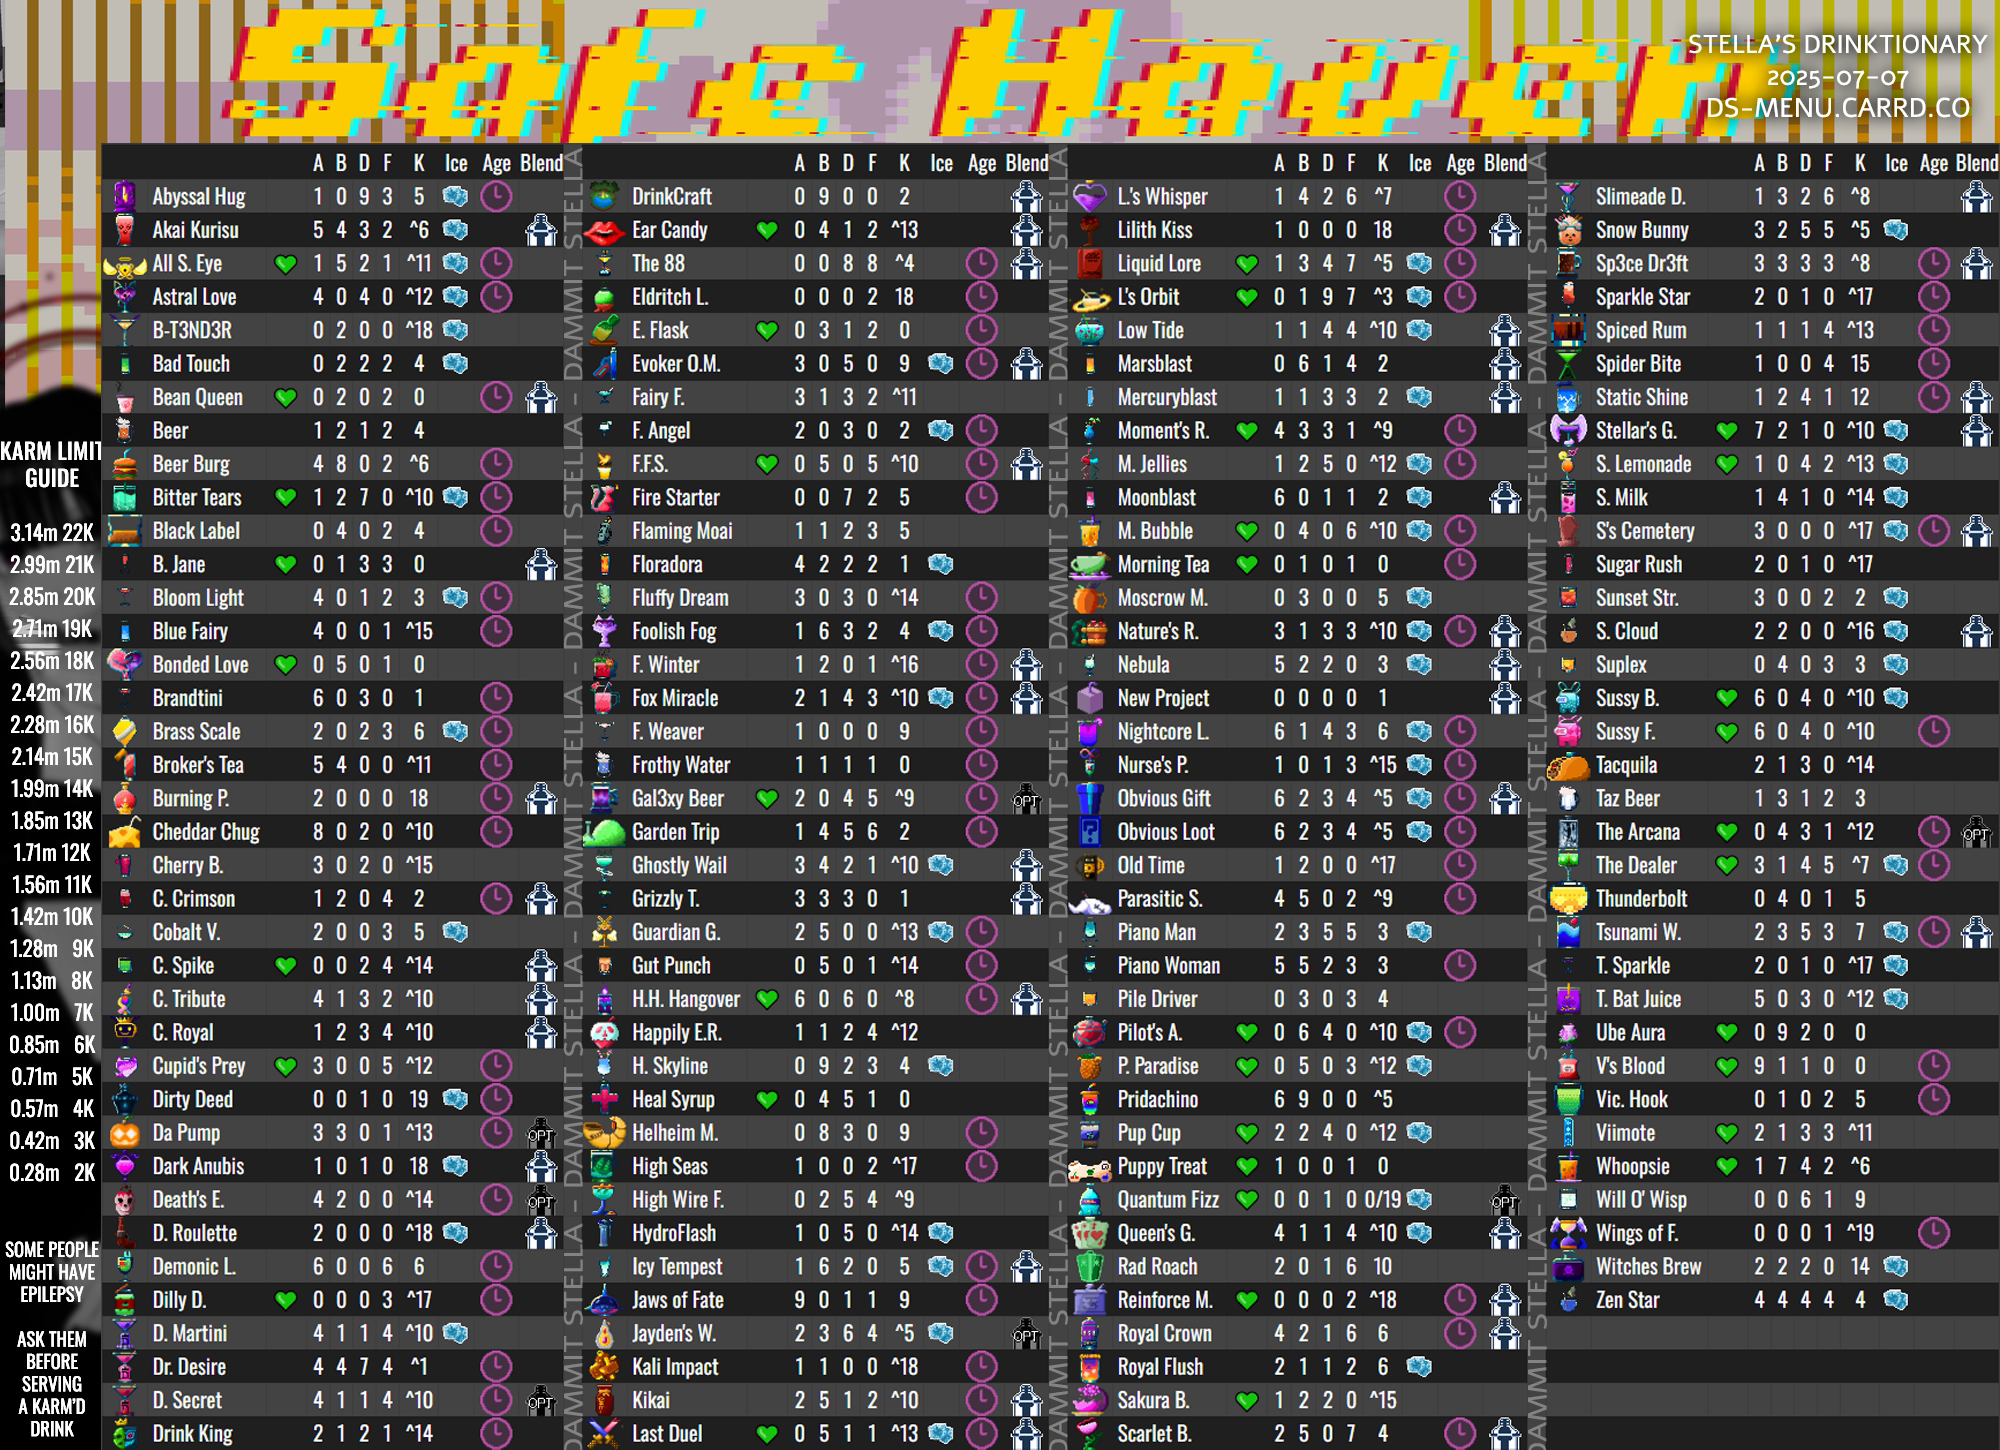 Safe Haven
STELLA'S DRINKTIONARY
2025-07-07
DS-MENU.CARRD.CO
KARM LIMIT
GUIDE
3.14m 22K
2.99m 21K
2.85m 20K
2.71m 19K
2.56m 18K
2.42m 17K
2.28m 16K
2.14m 15K
1.99m 14K
1.85m 13K
1.71m 12K
1.56m 11K
1.42m 10K
1.28m 9K
1.13m 8K
1.00m 7K
0.85m 6K
0.71m 5K
0.57m 4K
0.42m 3K
0.28m 2K
SOME PEOPLE
MIGHT HAVE
EPILEPSY
ASK THEM
BEFORE
SERVING
A KARM'D
DRINK
A B D F K Ice Age Blend
Abyssal Hug 1 0 9 3 5
Akai Kurisu 5 4 3 2 ^6
All S. Eye 1 5 2 1 ^11
Astral Love 4 0 4 0 ^12
B-T3ND3R 0 2 0 0 ^18
Bad Touch 0 2 2 2 4
Bean Queen 0 2 0 2 0
Beer 1 2 1 2 4
Beer Burg 4 8 0 2 ^6
Bitter Tears 1 2 7 0 ^10
Black Label 0 4 0 2 4
B. Jane 0 1 3 3 0
Bloom Light 4 0 1 2 3
Blue Fairy 4 0 0 1 ^15
Bonded Love 0 5 0 1 0
Brandtini 6 0 3 0 1
Brass Scale 2 0 2 3 6
Broker's Tea 5 4 0 0 ^11
Burning P. 2 0 0 0 18
Cheddar Chug 8 0 2 0 ^10
Cherry B. 3 0 2 0 ^15
C. Crimson 1 2 0 4 2
Cobalt V. 2 0 0 3 5
C. Spike 0 0 2 4 ^14
C. Tribute 4 1 3 2 ^10
C. Royal 1 2 3 4 ^10
Cupid's Prey 3 0 0 5 ^12
Dirty Deed 0 0 1 0 19
Da Pump 3 3 0 1 ^13 OPT
Dark Anubis 1 0 1 0 18
Death's E. 4 2 0 0 ^14 OPT
D. Roulette 2 0 0 0 ^18
Demonic L. 6 0 0 6 6
Dilly D. 0 0 0 3 ^17
D. Martini 4 1 1 4 ^10
Dr. Desire 4 4 7 4 ^1
D. Secret 4 1 1 4 ^10 OPT
Drink King 2 1 2 1 ^14
DAMMIT STELLA - DAMMIT STELLA - DAMMIT STELLA - DAMMIT STELLA
A B D F K Ice Age Blend
DrinkCraft 0 9 0 0 2
Ear Candy 0 4 1 2 ^13
The 88 0 0 8 8 ^4
Eldritch L. 0 0 0 2 18
E. Flask 0 3 1 2 0
Evoker O.M. 3 0 5 0 9
Fairy F. 3 1 3 2 ^11
F. Angel 2 0 3 0 2
F.F.S. 0 5 0 5 ^10
Fire Starter 0 0 7 2 5
Flaming Moai 1 1 2 3 5
Floradora 4 2 2 2 1
Fluffy Dream 3 0 3 0 ^14
Foolish Fog 1 6 3 2 4
F. Winter 1 2 0 1 ^16
Fox Miracle 2 1 4 3 ^10
F. Weaver 1 0 0 0 9
Frothy Water 1 1 1 1 0
Gal3xy Beer 2 0 4 5 ^9 OPT
Garden Trip 1 4 5 6 2
Ghostly Wail 3 4 2 1 ^10
Grizzly T. 3 3 3 0 1
Guardian G. 2 5 0 0 ^13
Gut Punch 0 5 0 1 ^14
H.H. Hangover 6 0 6 0 ^8
Happily E.R. 1 1 2 4 ^12
H. Skyline 0 9 2 3 4
Heal Syrup 0 4 5 1 0
Helheim M. 0 8 3 0 9
High Seas 1 0 0 2 ^17
High Wire F. 0 2 5 4 ^9
HydroFlash 1 0 5 0 ^14
Icy Tempest 1 6 2 0 5
Jaws of Fate 9 0 1 1 9
Jayden's W. 2 3 6 4 ^5 OPT
Kali Impact 1 1 0 0 ^18
Kikai 2 5 1 2 ^10
Last Duel 0 5 1 1 ^13
DAMMIT STELLA - DAMMIT STELLA - DAMMIT STELLA - DAMMIT STELLA
A B D F K Ice Age Blend
L.'s Whisper 1 4 2 6 ^7
Lilith Kiss 1 0 0 0 18
Liquid Lore 1 3 4 7 ^5
L's Orbit 0 1 9 7 ^3
Low Tide 1 1 4 4 ^10
Marsblast 0 6 1 4 2
Mercuryblast 1 1 3 3 2
Moment's R. 4 3 3 1 ^9
M. Jellies 1 2 5 0 ^12
Moonblast 6 0 1 1 2
M. Bubble 0 4 0 6 ^10
Morning Tea 0 1 0 1 0
Moscrow M. 0 3 0 0 5
Nature's R. 3 1 3 3 ^10
Nebula 5 2 2 0 3
New Project 0 0 0 0 1
Nightcore L. 6 1 4 3 6
Nurse's P. 1 0 1 3 ^15
Obvious Gift 6 2 3 4 ^5
Obvious Loot 6 2 3 4 ^5
Old Time 1 2 0 0 ^17
Parasitic S. 4 5 0 2 ^9
Piano Man 2 3 5 5 3
Piano Woman 5 5 2 3 3
Pile Driver 0 3 0 3 4
Pilot's A. 0 6 4 0 ^10
P. Paradise 0 5 0 3 ^12
Pridachino 6 9 0 0 ^5
Pup Cup 2 2 4 0 ^12
Puppy Treat 1 0 0 1 0
Quantum Fizz 0 0 1 0 0/19 OPT
Queen's G. 4 1 1 4 ^10
Rad Roach 2 0 1 6 10
Reinforce M. 0 0 0 2 ^18
Royal Crown 4 2 1 6 6
Royal Flush 2 1 1 2 6
Sakura B. 1 2 2 0 ^15
Scarlet B. 2 5 0 7 4
DAMMIT STELLA - DAMMIT STELLA - DAMMIT STELLA - DAMMIT STELLA
A B D F K Ice Age Blend
Slimeade D. 1 3 2 6 ^8
Snow Bunny 3 2 5 5 ^5
Sp3ce Dr3ft 3 3 3 3 ^8
Sparkle Star 2 0 1 0 ^17
Spiced Rum 1 1 1 4 ^13
Spider Bite 1 0 0 4 15
Static Shine 1 2 4 1 12
Stellar's G. 7 2 1 0 ^10
S. Lemonade 1 0 4 2 ^13
S. Milk 1 4 1 0 ^14
S's Cemetery 3 0 0 0 ^17
Sugar Rush 2 0 1 0 ^17
Sunset Str. 3 0 0 2 2
S. Cloud 2 2 0 0 ^16
Suplex 0 4 0 3 3
Sussy B. 6 0 4 0 ^10
Sussy F. 6 0 4 0 ^10
Tacquila 2 1 3 0 ^14
Taz Beer 1 3 1 2 3
The Arcana 0 4 3 1 ^12 OPT
The Dealer 3 1 4 5 ^7
Thunderbolt 0 4 0 1 5
Tsunami W. 2 3 5 3 7
T. Sparkle 2 0 1 0 ^17
T. Bat Juice 5 0 3 0 ^12
Ube Aura 0 9 2 0 0
V's Blood 9 1 1 0 0
Vic. Hook 0 1 0 2 5
Viimote 2 1 3 3 ^11
Whoopsie 1 7 4 2 ^6
Will O' Wisp 0 0 6 1 9
Wings of F. 0 0 0 1 ^19
Witches Brew 2 2 2 0 14
Zen Star 4 4 4 4 4